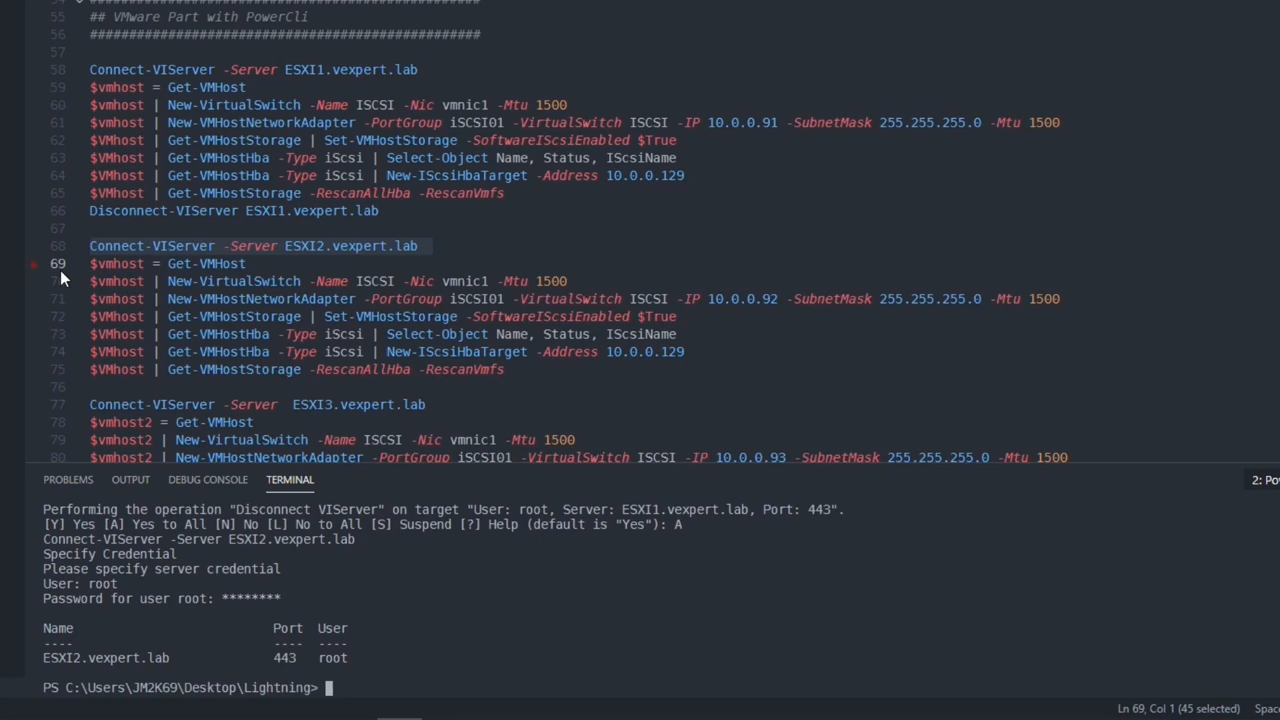 54 #################################################
55 ## VMware Part with PowerCli
56 #################################################
57
58 Connect-VIServer -Server ESXI1.vexpert.lab
59 $vmhost = Get-VMHost
60 $vmhost | New-VirtualSwitch -Name ISCSI -Nic vmnic1 -Mtu 1500
61 $vmhost | New-VMHostNetworkAdapter -PortGroup iSCSI01 -VirtualSwitch ISCSI -IP 10.0.0.91 -SubnetMask 255.255.255.0 -Mtu 1500
62 $VMhost | Get-VMHostStorage | Set-VMHostStorage -SoftwareIScsiEnabled $True
63 $VMhost | Get-VMHostHba -Type iScsi | Select-Object Name, Status, IScsiName
64 $VMhost | Get-VMHostHba -Type iScsi | New-IScsiHbaTarget -Address 10.0.0.129
65 $VMhost | Get-VMHostStorage -RescanAllHba -RescanVmfs
66 Disconnect-VIServer ESXI1.vexpert.lab
67
68 Connect-VIServer -Server ESXI2.vexpert.lab
69 $vmhost = Get-VMHost
$vmhost | New-VirtualSwitch -Name ISCSI -Nic vmnic1 -Mtu 1500
71 $vmhost | New-VMHostNetworkAdapter -PortGroup iSCSI01 -VirtualSwitch ISCSI -IP 10.0.0.92 -SubnetMask 255.255.255.0 -Mtu 1500
72 $VMhost | Get-VMHostStorage | Set-VMHostStorage -SoftwareIScsiEnabled $True
73 $VMhost | Get-VMHostHba -Type iScsi | Select-Object Name, Status, IScsiName
74 $VMhost | Get-VMHostHba -Type iScsi | New-IScsiHbaTarget -Address 10.0.0.129
75 $VMhost | Get-VMHostStorage -RescanAllHba -RescanVmfs
76
77 Connect-VIServer -Server ESXI3.vexpert.lab
78 $vmhost2 = Get-VMHost
79 $vmhost2 | New-VirtualSwitch -Name ISCSI -Nic vmnic1 -Mtu 1500
80 $vmhost2 | New-VMHostNetworkAdapter -PortGroup iSCSI01 -VirtualSwitch ISCSI -IP 10.0.0.93 -SubnetMask 255.255.255.0 -Mtu 1500
PROBLEMS OUTPUT DEBUG CONSOLE TERMINAL 2: Po
Performing the operation "Disconnect VIServer" on target "User: root, Server: ESXI1.vexpert.lab, Port: 443".
[Y] Yes [A] Yes to All [N] No [L] No to All [S] Suspend [?] Help (default is "Yes"): A
Connect-VIServer -Server ESXI2.vexpert.lab
Specify Credential
Please specify server credential
User: root
Password for user root: ********
Name Port User
---- ---- ----
ESXI2.vexpert.lab 443 root
PS C:\Users\JM2K69\Desktop\Lightning>
Ln 69, Col 1 (45 selected) Spac